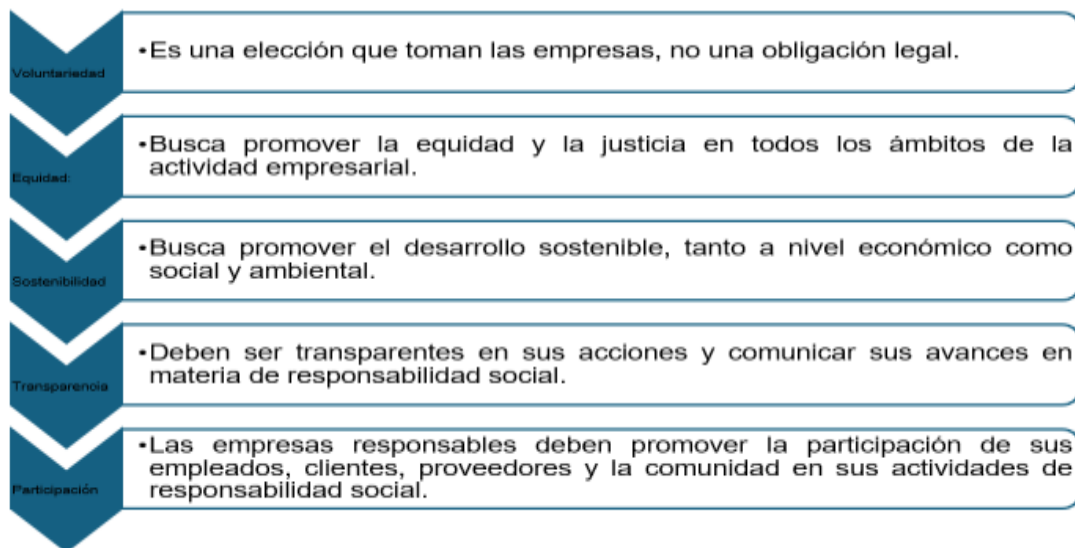 Voluntariedad
•Es una elección que toman las empresas, no una obligación legal.
Equidad:
•Busca promover la equidad y la justicia en todos los ámbitos de la
actividad empresarial.
Sostenibilidad
•Busca promover el desarrollo sostenible, tanto a nivel económico como
social y ambiental.
Transparencia
•Deben ser transparentes en sus acciones y comunicar sus avances en
materia de responsabilidad social.
Participación
•Las empresas responsables deben promover la participación de sus
empleados, clientes, proveedores y la comunidad en sus actividades de
responsabilidad social.